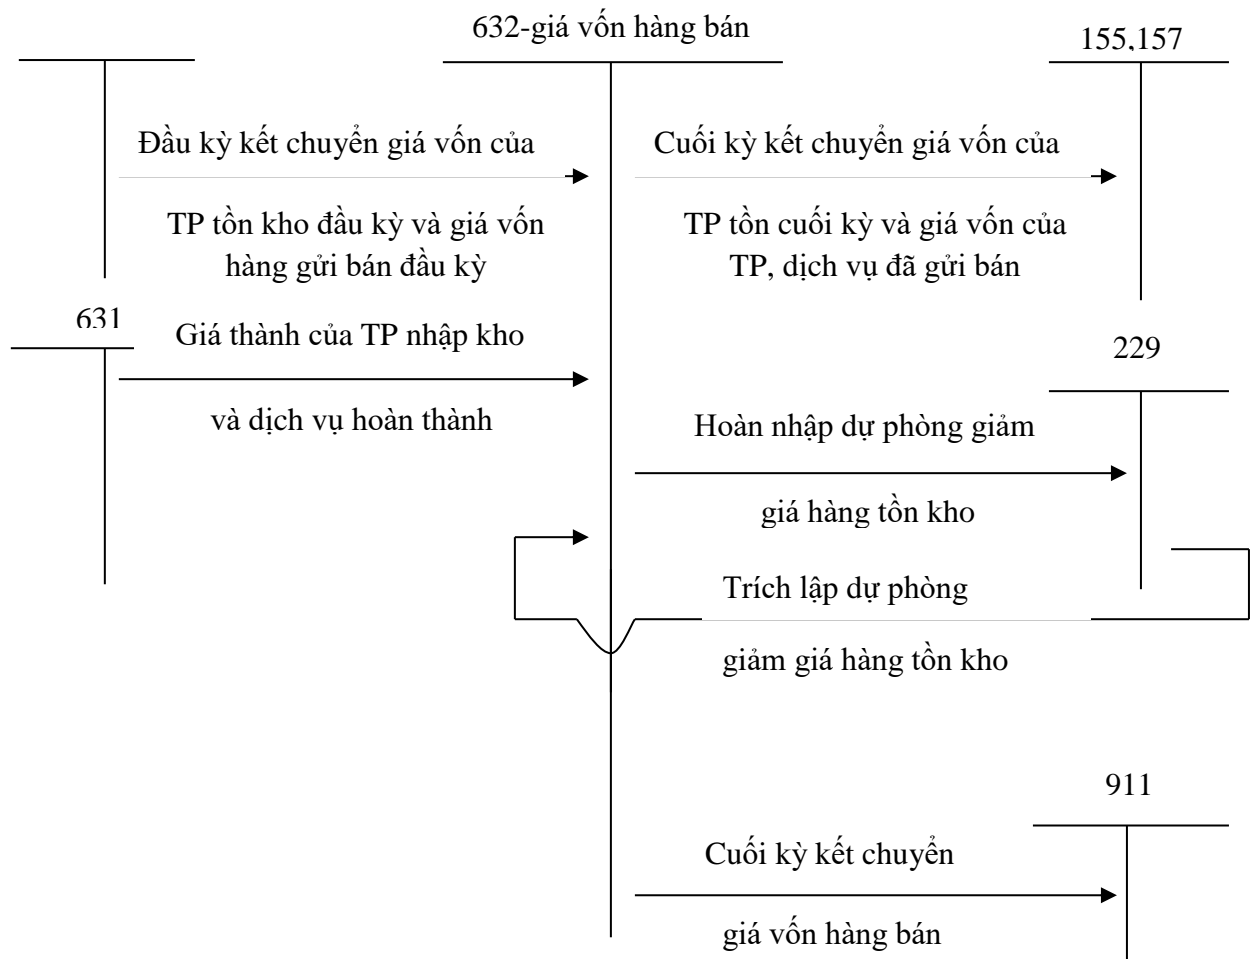 632-giá vốn hàng bán
155,157
Đầu kỳ kết chuyển giá vốn của
TP tồn kho đầu kỳ và giá vốn
hàng gửi bán đầu kỳ
Cuối kỳ kết chuyển giá vốn của
TP tồn cuối kỳ và giá vốn của
TP, dịch vụ đã gửi bán
631
Giá thành của TP nhập kho
và dịch vụ hoàn thành
229
Hoàn nhập dự phòng giảm
giá hàng tồn kho
Trích lập dự phòng
giảm giá hàng tồn kho
911
Cuối kỳ kết chuyển
giá vốn hàng bán